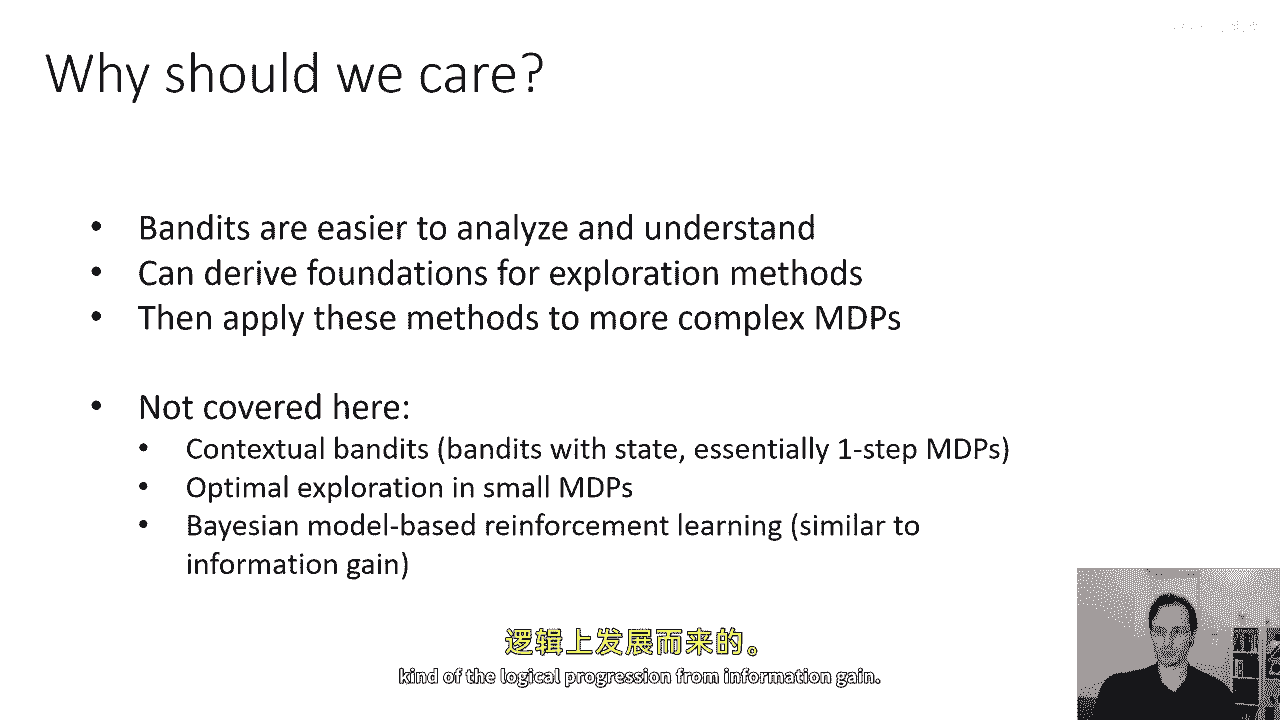 Why should we care?
• Bandits are easier to analyze and understand
• Can derive foundations for exploration methods
• Then apply these methods to more complex MDPs
• Not covered here:
• Contextual bandits (bandits with state, essentially 1-step MDPs)
• Optimal exploration in small MDPs
• Bayesian model-based reinforcement learning (similar to
information gain)
逻辑上发展而来的。
kind of the logical progression from information gain.